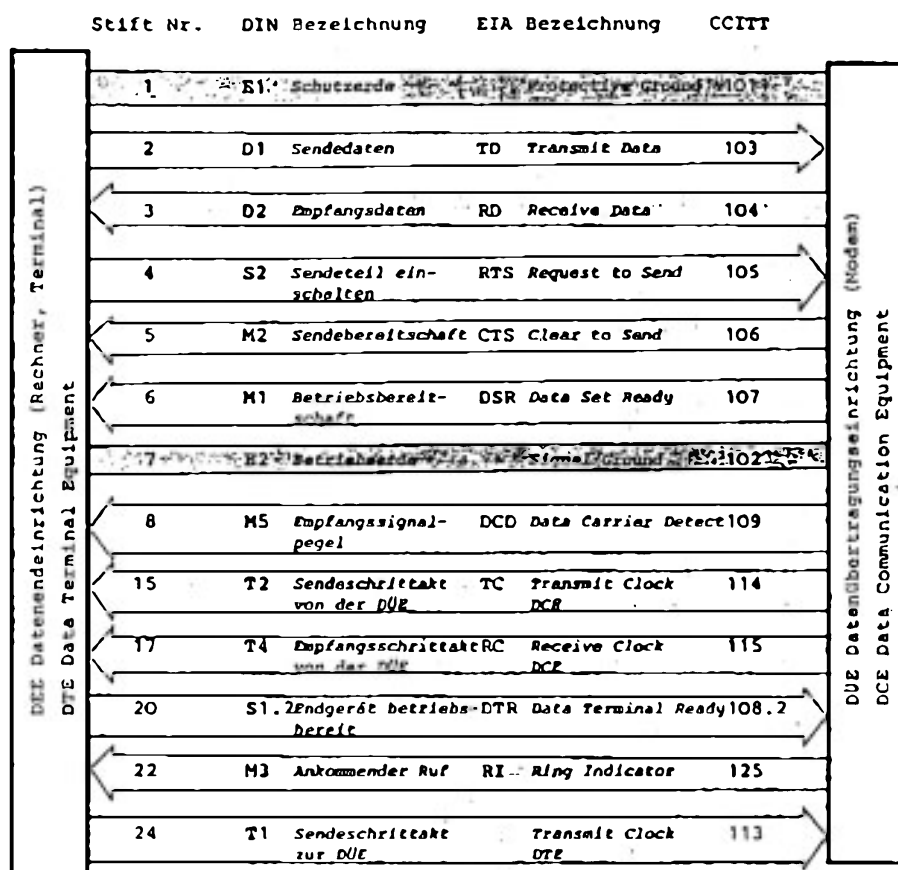 Stift Nr. DIN Bezeichnung EIA Bezeichnung CCITT
1 E1 Schutzerde Protective Ground 101
2 D1 Sendedaten TD Transmit Data 103
3 D2 Empfangsdaten RD Receive Data 104
4 S2 Sendeteil ein- RTS Request to Send 105
schalten
5 M2 Sendebereitschaft CTS Clear to Send 106
6 M1 Betriebsbereit- DSR Data Set Ready 107
schaft
7 E2 Betriebserde Signal Ground 102
8 M5 Empfangssignal- DCD Data Carrier Detect 109
pegel
15 T2 Sendeschrittakt TC Transmit Clock 114
von der DÜE DCE
17 T4 Empfangsschrittakt RC Receive Clock 115
von der DÜE DCE
20 S1.2 Endgerät betriebs- DTR Data Terminal Ready 108.2
bereit
22 M3 Ankommender Ruf RI Ring Indicator 125
24 T1 Sendeschrittakt Transmit Clock 113
zur DÜE DTE
DEE Datenendeinrichtung (Rechner, Terminal)
DTE Data Terminal Equipment
DÜE Datenübertragungseinrichtung (Modem)
DCE Data Communication Equipment